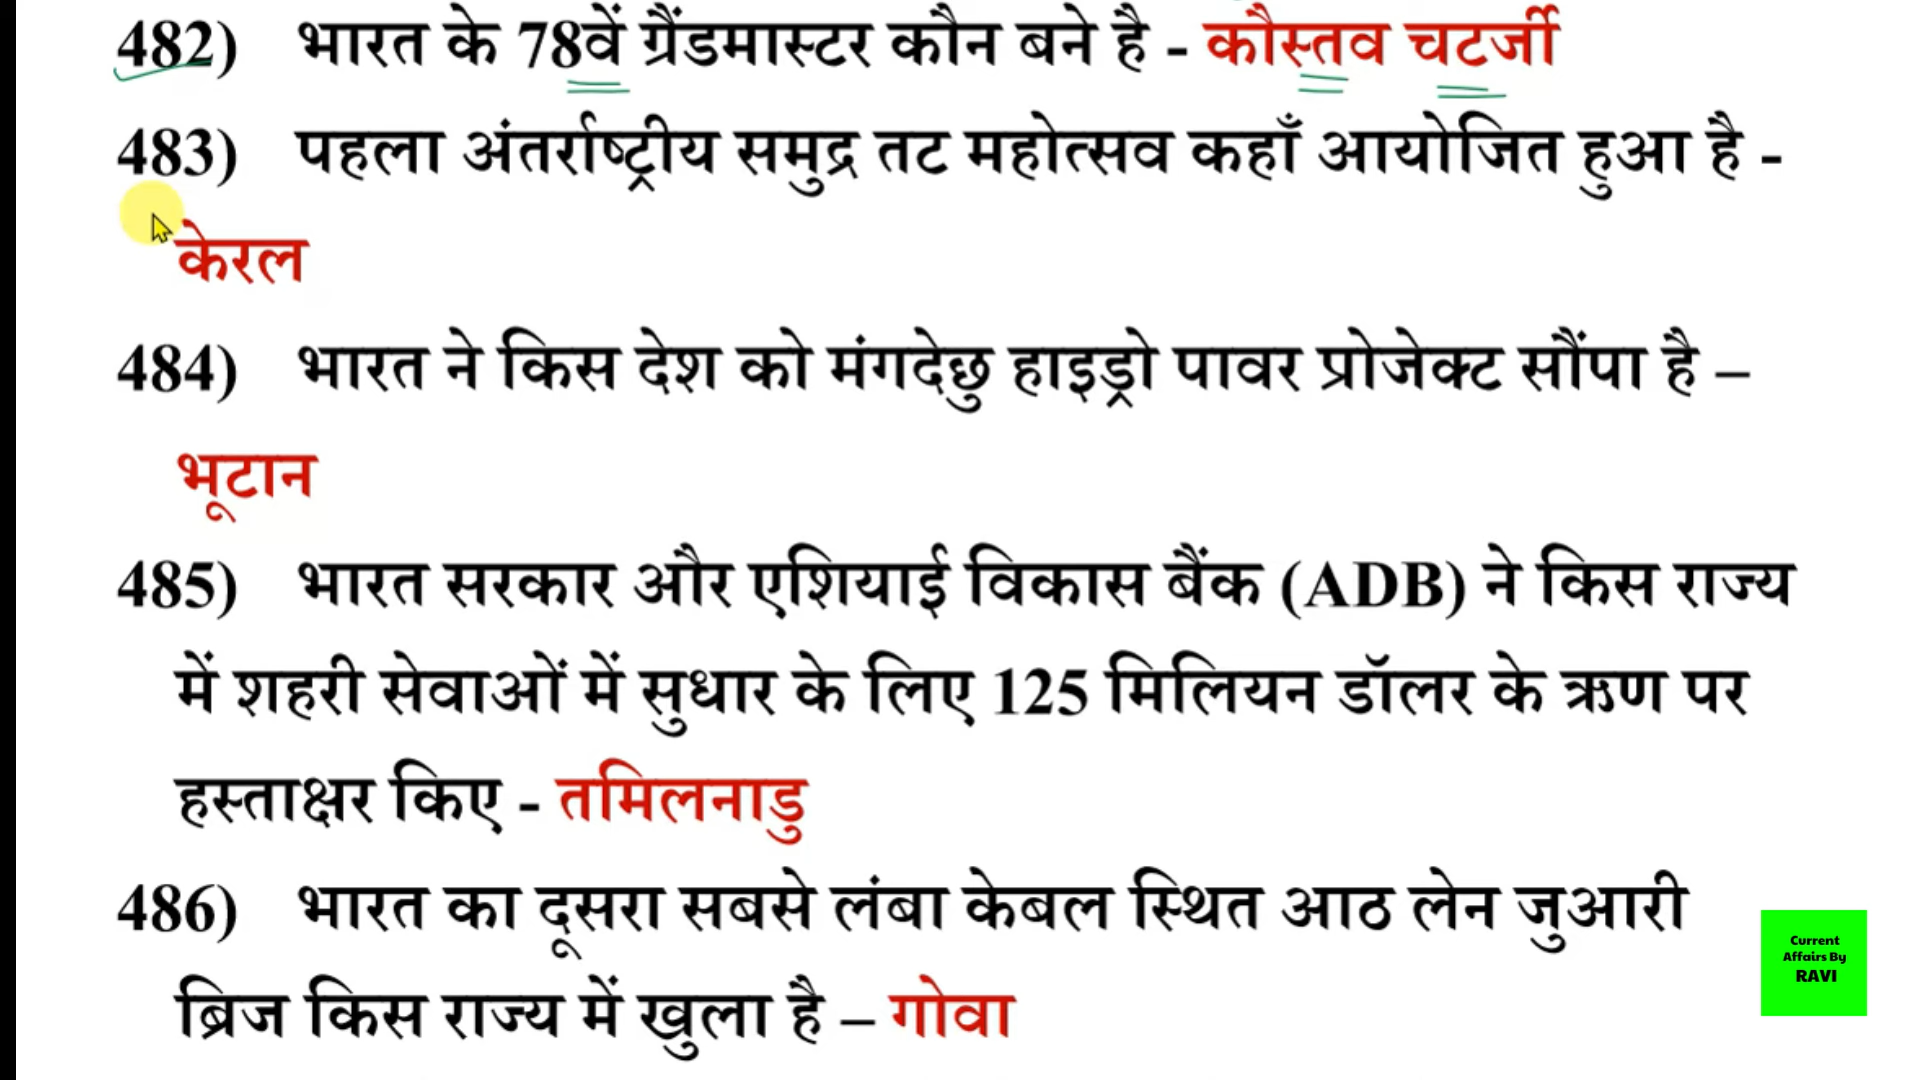 482) भारत के 78वें ग्रैंडमास्टर कौन बने है - कौस्तव चटर्जी
483) पहला अंतर्राष्ट्रीय समुद्र तट महोत्सव कहाँ आयोजित हुआ है -
केरल
484) भारत ने किस देश को मंगदेछु हाइड्रो पावर प्रोजेक्ट सौंपा है –
भूटान
485) भारत सरकार और एशियाई विकास बैंक (ADB) ने किस राज्य
में शहरी सेवाओं में सुधार के लिए 125 मिलियन डॉलर के ऋण पर
हस्ताक्षर किए - तमिलनाडु
486) भारत का दूसरा सबसे लंबा केबल स्थित आठ लेन जुआरी
ब्रिज किस राज्य में खुला है – गोवा
Current
Affairs By
RAVI